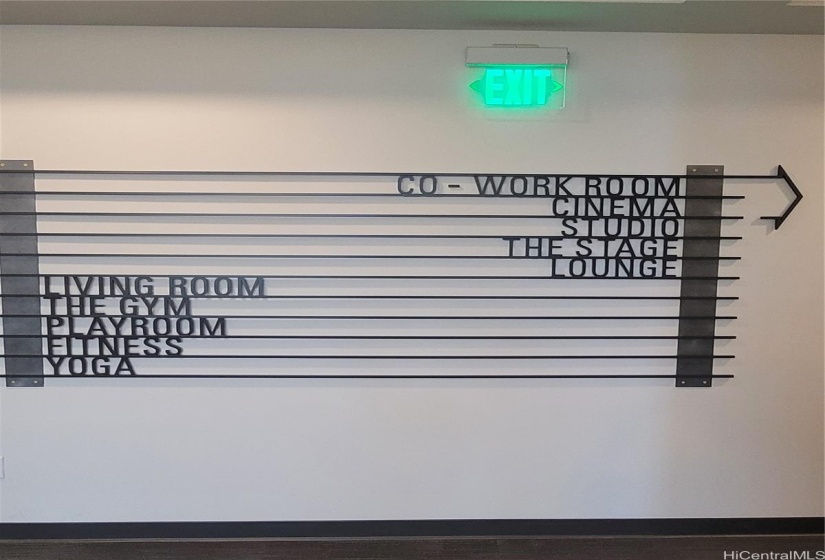 EXIT
CO - WORK ROOM
CINEMA
STUDIO
THE STAGE
LOUNGE
LIVING ROOM
THE GYM
PLAYROOM
FITNESS
YOGA
HiCentralMLS